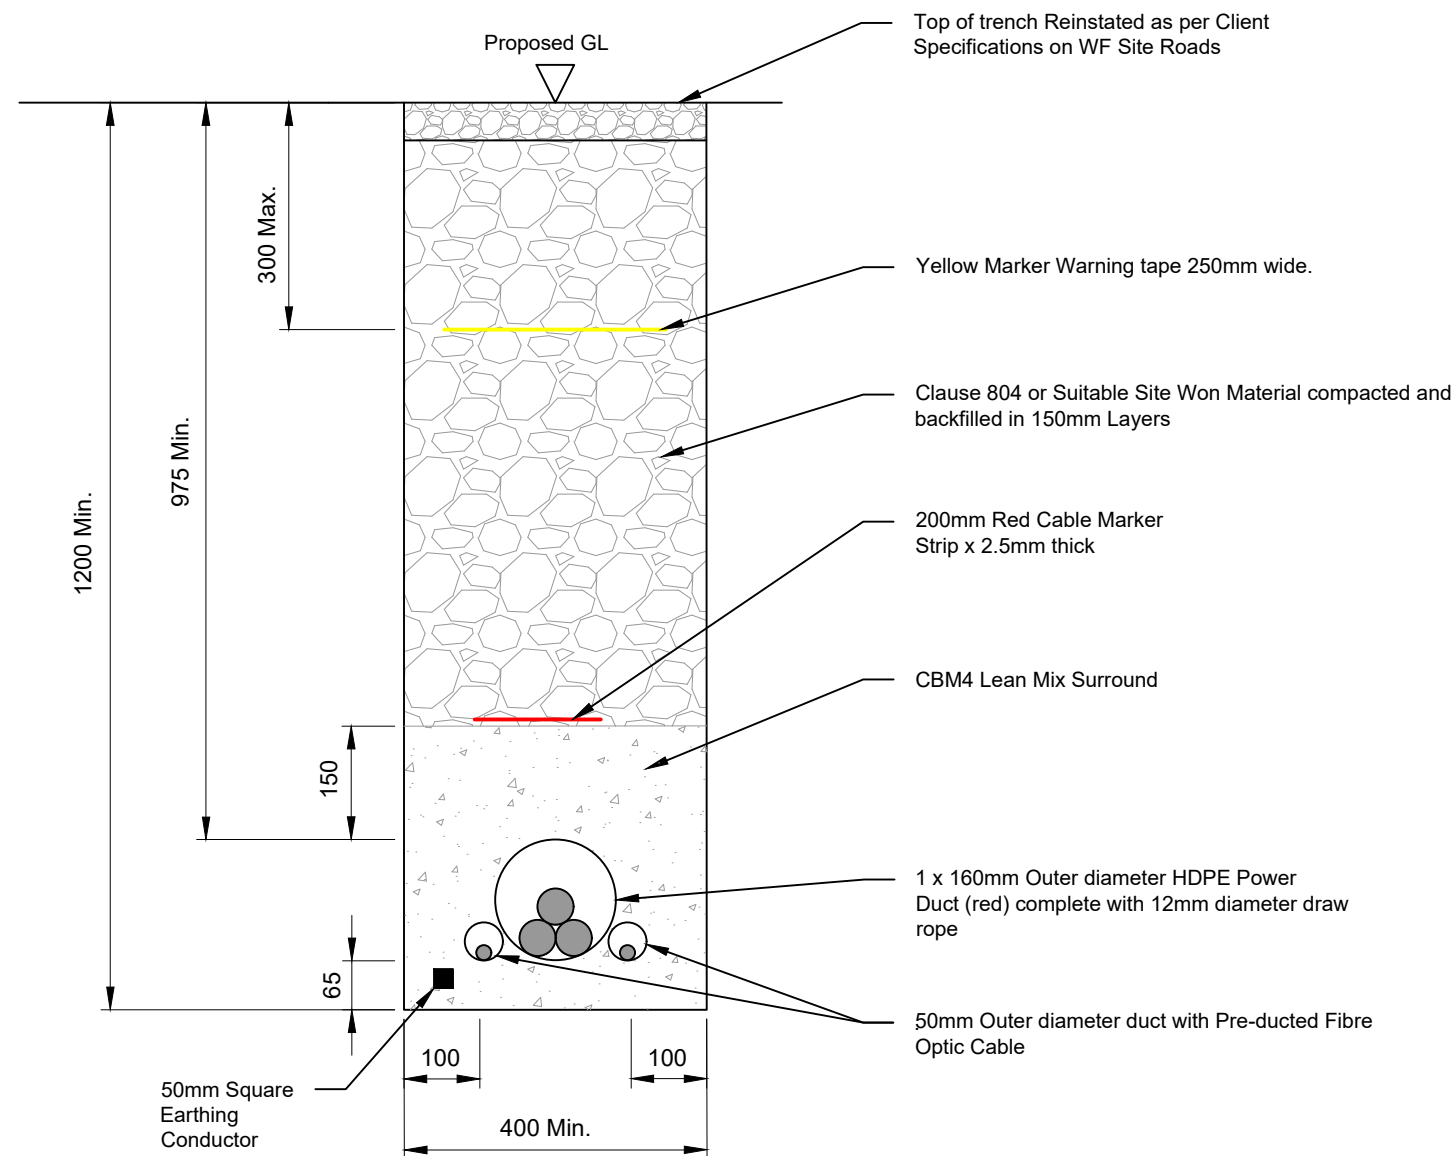 Proposed GL
Top of trench Reinstated as per Client
Specifications on WF Site Roads
300 Max.
Yellow Marker Warning tape 250mm wide.
Clause 804 or Suitable Site Won Material compacted and
backfilled in 150mm Layers
975 Min.
1200 Min.
200mm Red Cable Marker
Strip x 2.5mm thick
CBM4 Lean Mix Surround
150
1 x 160mm Outer diameter HDPE Power
Duct (red) complete with 12mm diameter draw
rope
65
50mm Outer diameter duct with Pre-ducted Fibre
Optic Cable
100
100
50mm Square
Earthing
Conductor
400 Min.